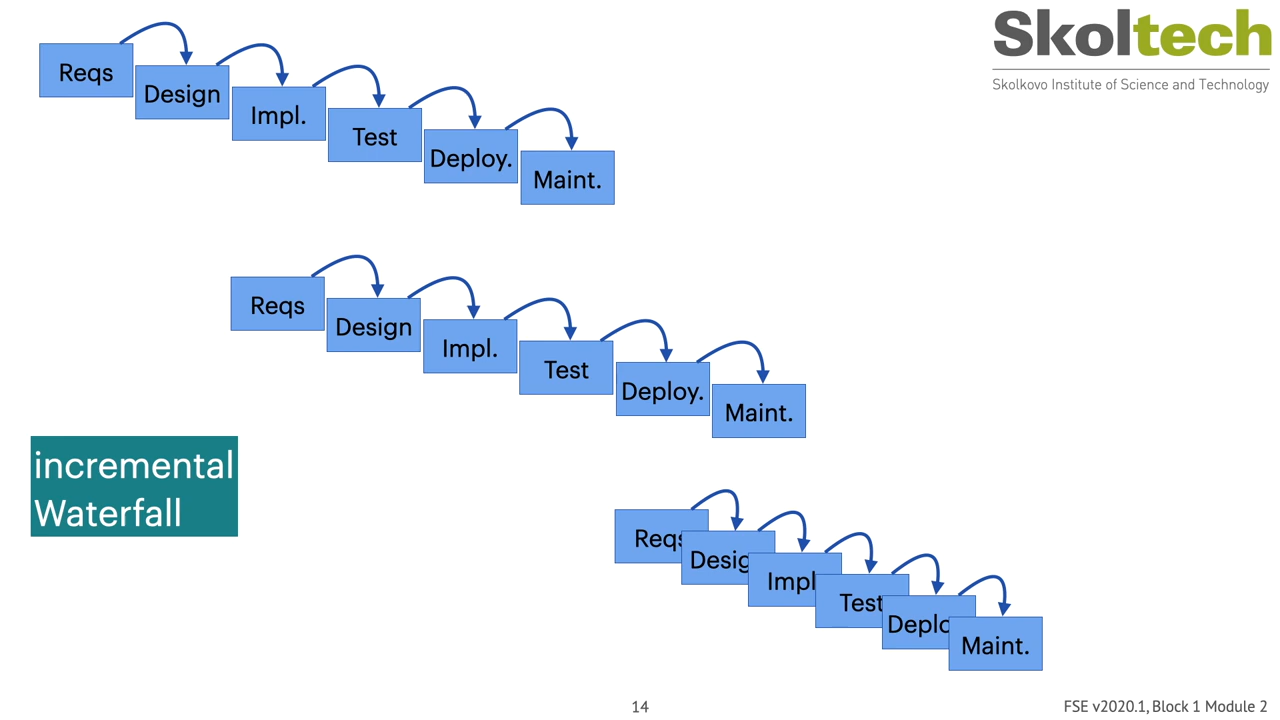 Skoltech
Skolkovo Institute of Science and Technology
Reqs
Design
Impl.
Test
Deploy.
Maint.
Reqs
Design
Impl.
Test
Deploy.
Maint.
incremental
Waterfall
Reqs
Desig
Impl
Test
Deplo
Maint.
14
FSE v2020.1, Block 1 Module 2